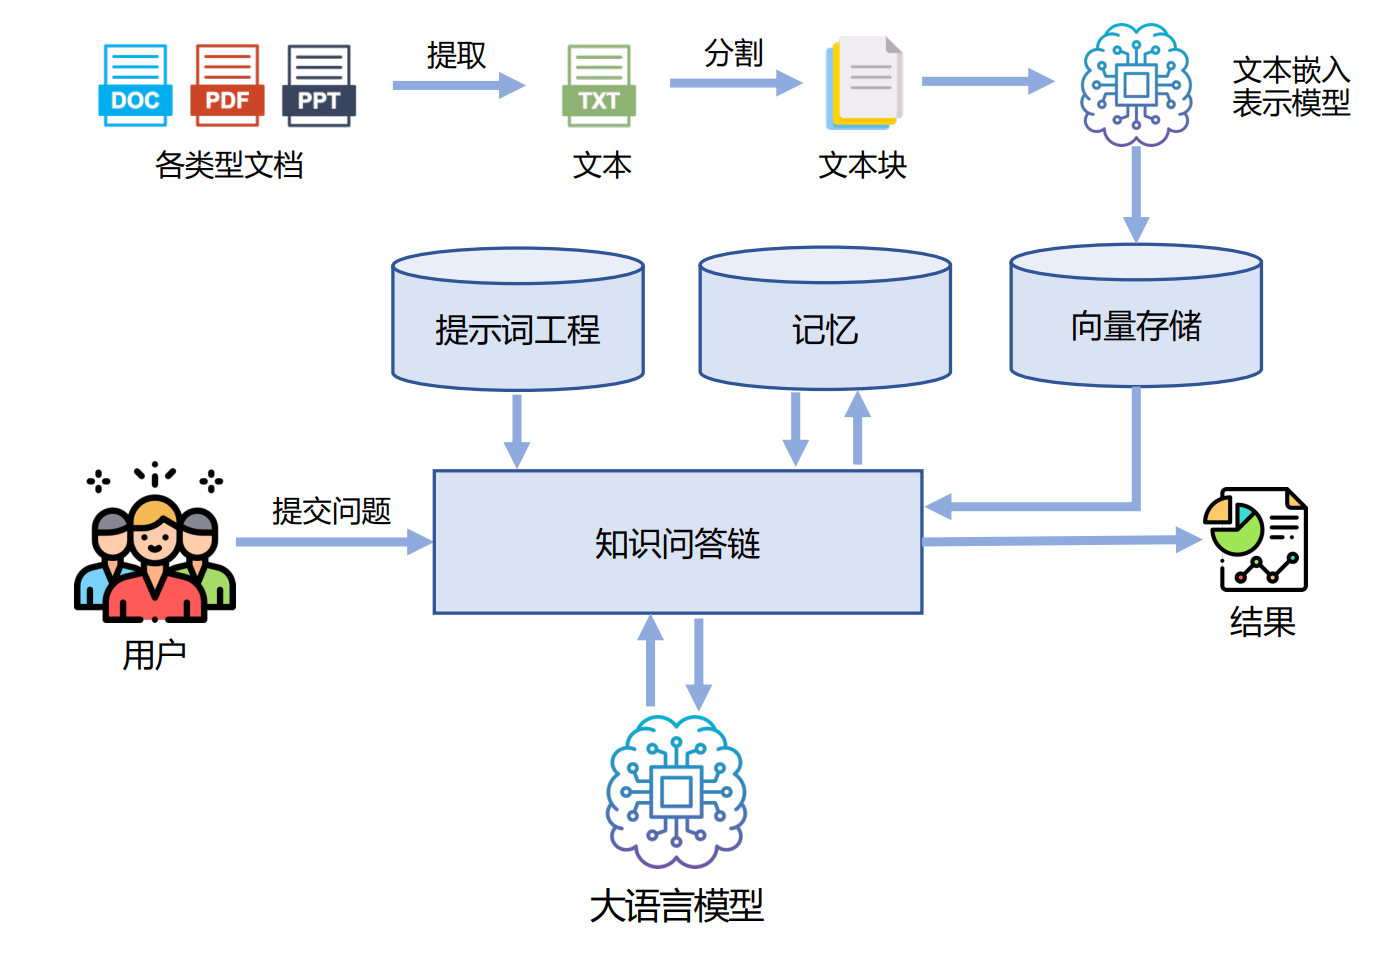 提取
分割
DOC
PDF
PPT
TXT
文本嵌入
表示模型
各类型文档
文本
文本块
提示词工程
记忆
向量存储
提交问题
知识问答链
用户
结果
大语言模型